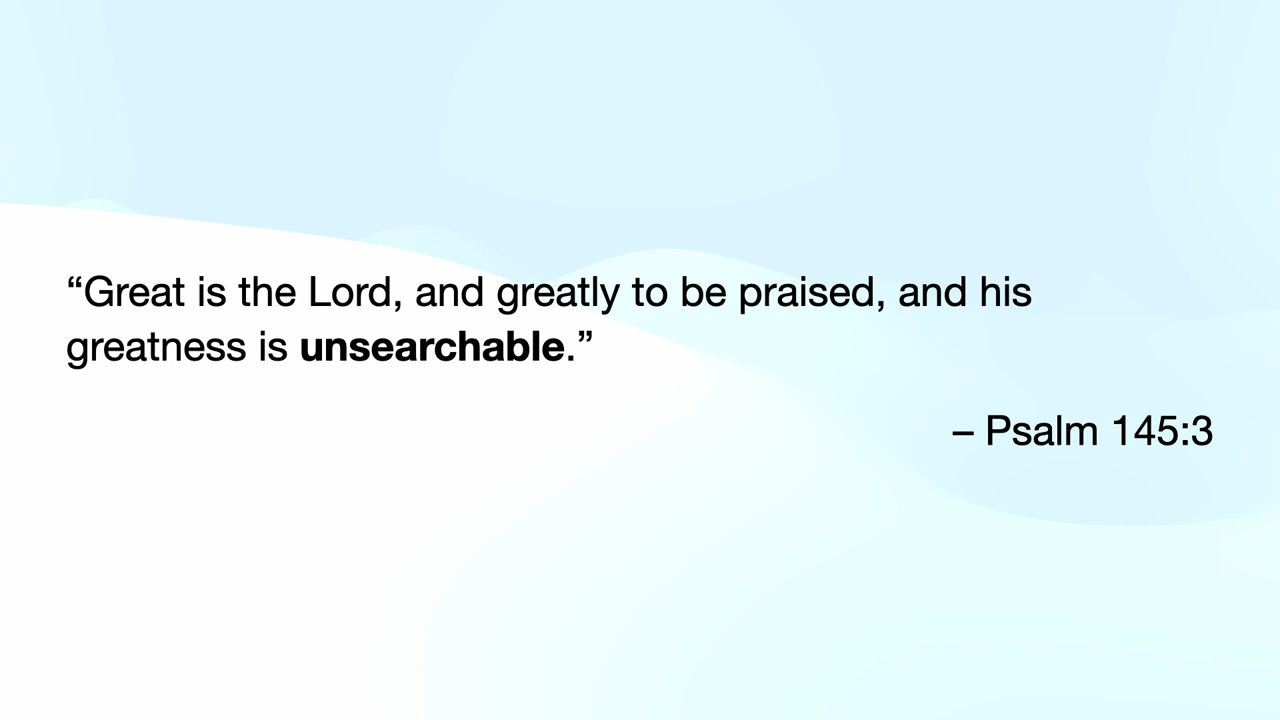 “Great is the Lord, and greatly to be praised, and his
greatness is unsearchable.”
– Psalm 145:3